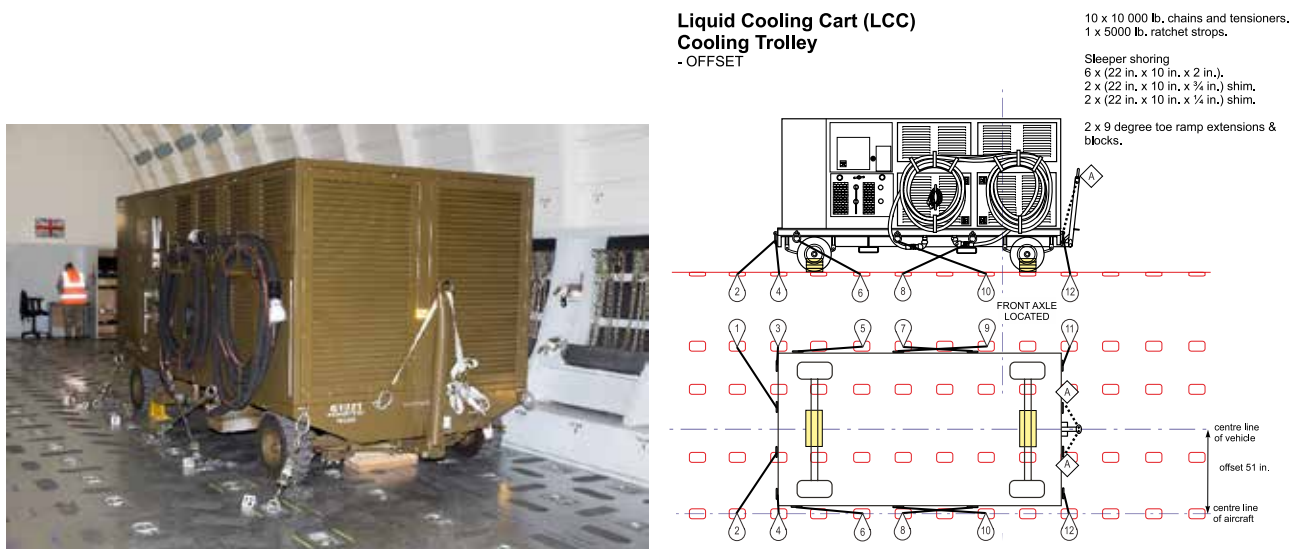 Liquid Cooling Cart (LCC)
Cooling Trolley
- OFFSET
10 x 10 000 lb. chains and tensioners.
1 x 5000 lb. ratchet strops.
Sleeper shoring
6 x (22 in. x 10 in. x 2 in.).
2 x (22 in. x 10 in. x ¾ in.) shim.
2 x (22 in. x 10 in. x ¼ in.) shim.
2 x 9 degree toe ramp extensions &
blocks.
A
2 4 6 8 10 12
FRONT AXLE
LOCATED
1 3 5 7 9 11
A
centre line
of vehicle
A
offset 51 in.
centre line
of aircraft
2 4 6 8 10 12